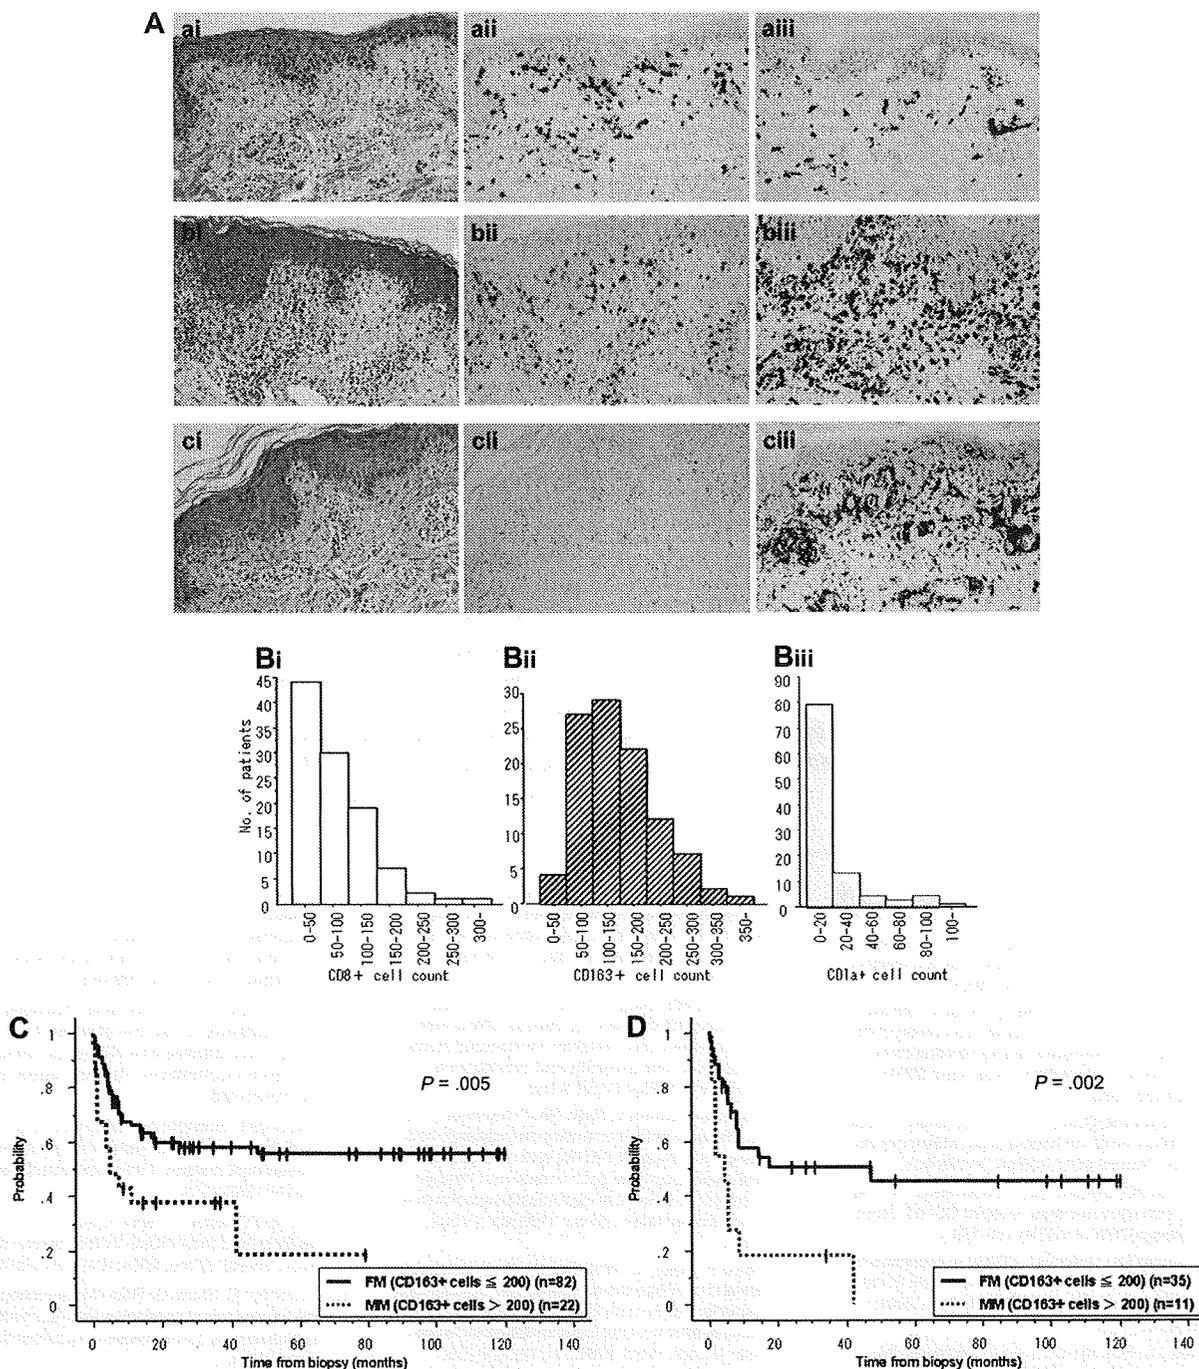 A
ai aii aiii
bi bii biii
ci cii ciii
Bi Bii Biii
No. of patients
45
40
35
30
25
20
15
10
5
0
0-50 50-100 100-150 150-200 200-250 250-300 300-
CD8+ cell count
30
25
20
15
10
5
0
0-50 50-100 100-150 150-200 200-250 250-300 300-350 350-
CD163+ cell count
90
80
70
60
50
40
30
20
10
0
0-20 20-40 40-60 60-80 80-100 100-
CD1a+ cell count
C
P = .005
Probability
1
.8
.6
.4
.2
0
FM (CD163+ cells ≦ 200) (n=82)
MM (CD163+ cells > 200) (n=22)
0 20 40 60 80 100 120 140
Time from biopsy (months)
D
P = .002
Probability
1
.8
.6
.4
.2
0
FM (CD163+ cells ≦ 200) (n=35)
MM (CD163+ cells > 200) (n=11)
0 20 40 60 80 100 120 140
Time from biopsy (months)